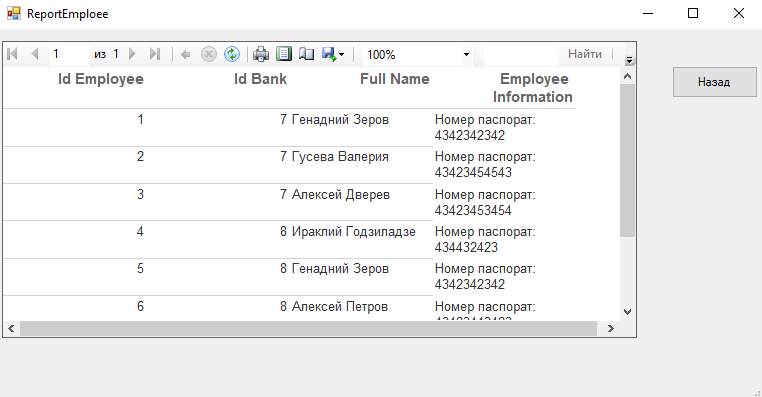 ReportEmploee
1 из 1 100% Найти
Назад
Id Employee Id Bank Full Name Employee
Information
1 7 Генадний Зеров Номер паспорат:
4342342342
2 7 Гусева Валерия Номер паспорат:
43423454543
3 7 Алексей Дверев Номер паспорат:
43423453454
4 8 Ираклий Годзиладзе Номер паспорат:
434432423
5 8 Генадний Зеров Номер паспорат:
4342342342
6 8 Алексей Петров Номер паспорат: